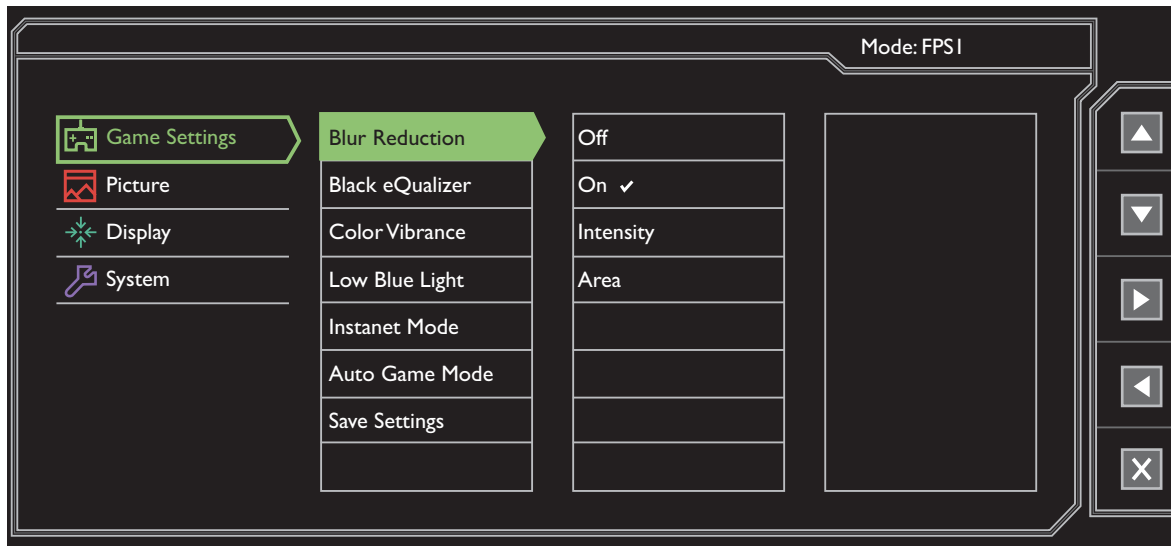 Mode: FPS1
Game Settings
Picture
Display
System
Blur Reduction
Black eQualizer
Color Vibrance
Low Blue Light
Instanet Mode
Auto Game Mode
Save Settings
Off
On ✔
Intensity
Area